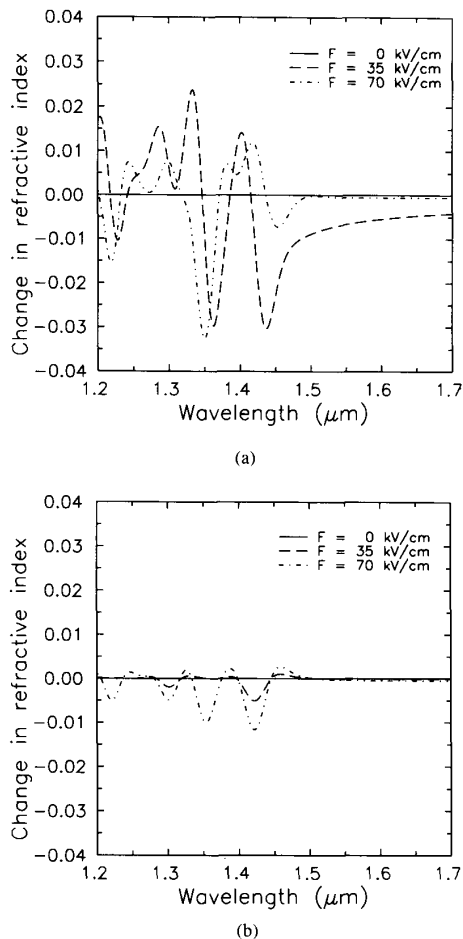 0.04
0.03
0.02
0.01
0.00
−0.01
−0.02
−0.03
−0.04
Change in refractive index
F = 0 kV/cm
F = 35 kV/cm
F = 70 kV/cm
1.2 1.3 1.4 1.5 1.6 1.7
Wavelength (μm)
(a)
0.04
0.03
0.02
0.01
0.00
−0.01
−0.02
−0.03
−0.04
Change in refractive index
F = 0 kV/cm
F = 35 kV/cm
F = 70 kV/cm
1.2 1.3 1.4 1.5 1.6 1.7
Wavelength (μm)
(b)